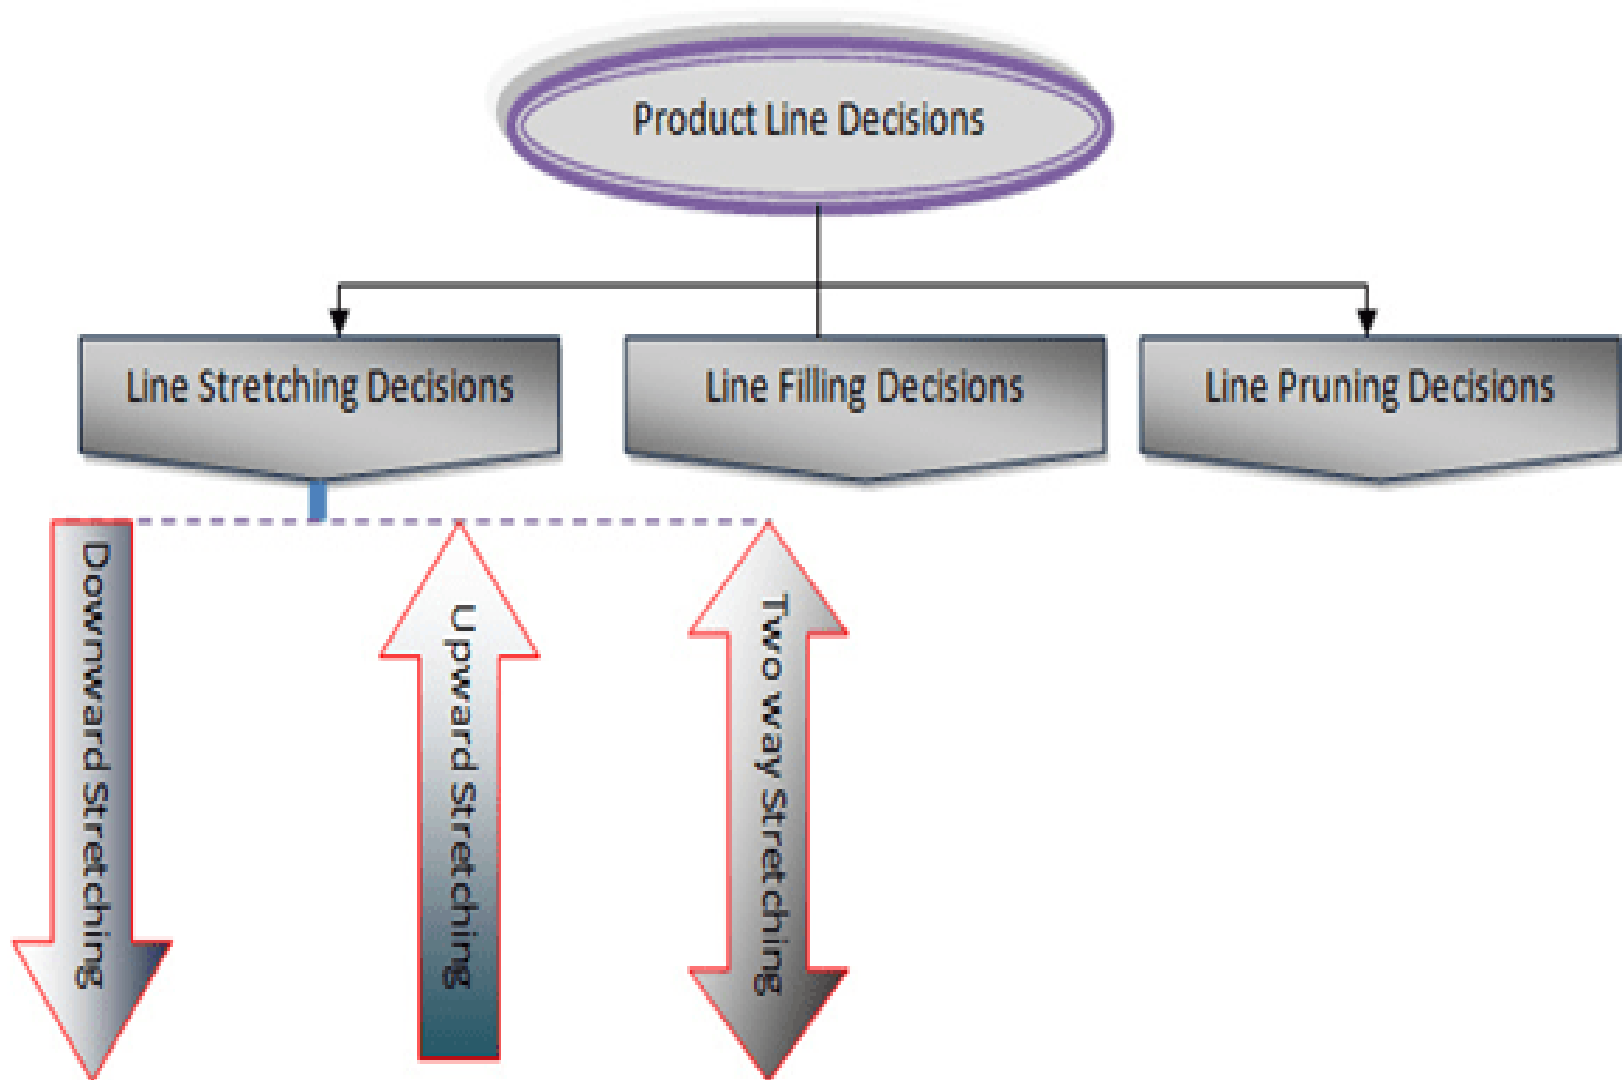 Product Line Decisions
Line Stretching Decisions
Line Filling Decisions
Line Pruning Decisions
Downward Stretching
Upward Stretching
Two way Stretching